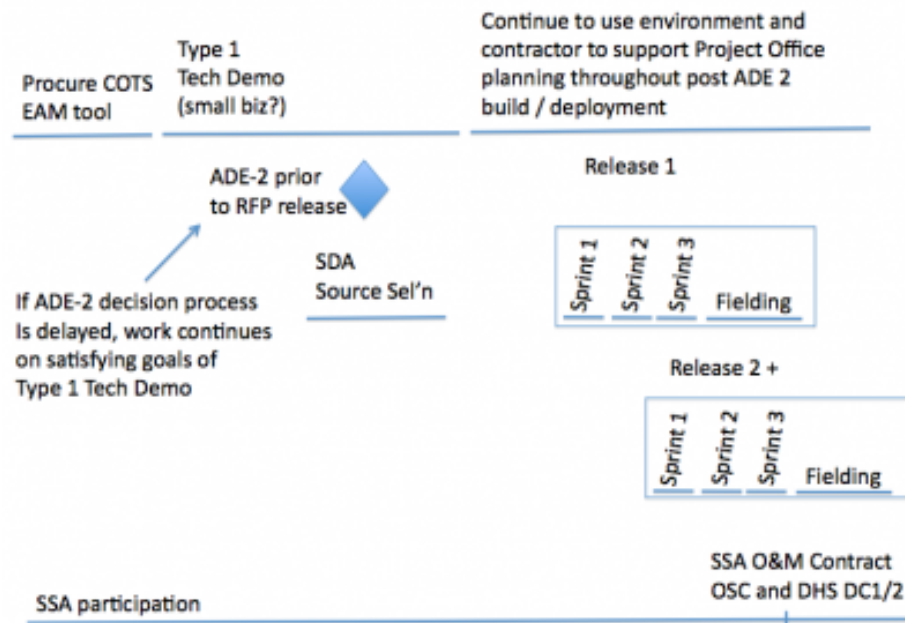 Procure COTS
EAM tool
Type 1
Tech Demo
(small biz?)
Continue to use environment and
contractor to support Project Office
planning throughout post ADE 2
build / deployment
ADE-2 prior
to RFP release
Release 1
SDA
Source Sel'n
Sprint 1
Sprint 2
Sprint 3
Fielding
If ADE-2 decision process
Is delayed, work continues
on satisfying goals of
Type 1 Tech Demo
Release 2 +
Sprint 1
Sprint 2
Sprint 3
Fielding
SSA O&M Contract
OSC and DHS DC1/2
SSA participation